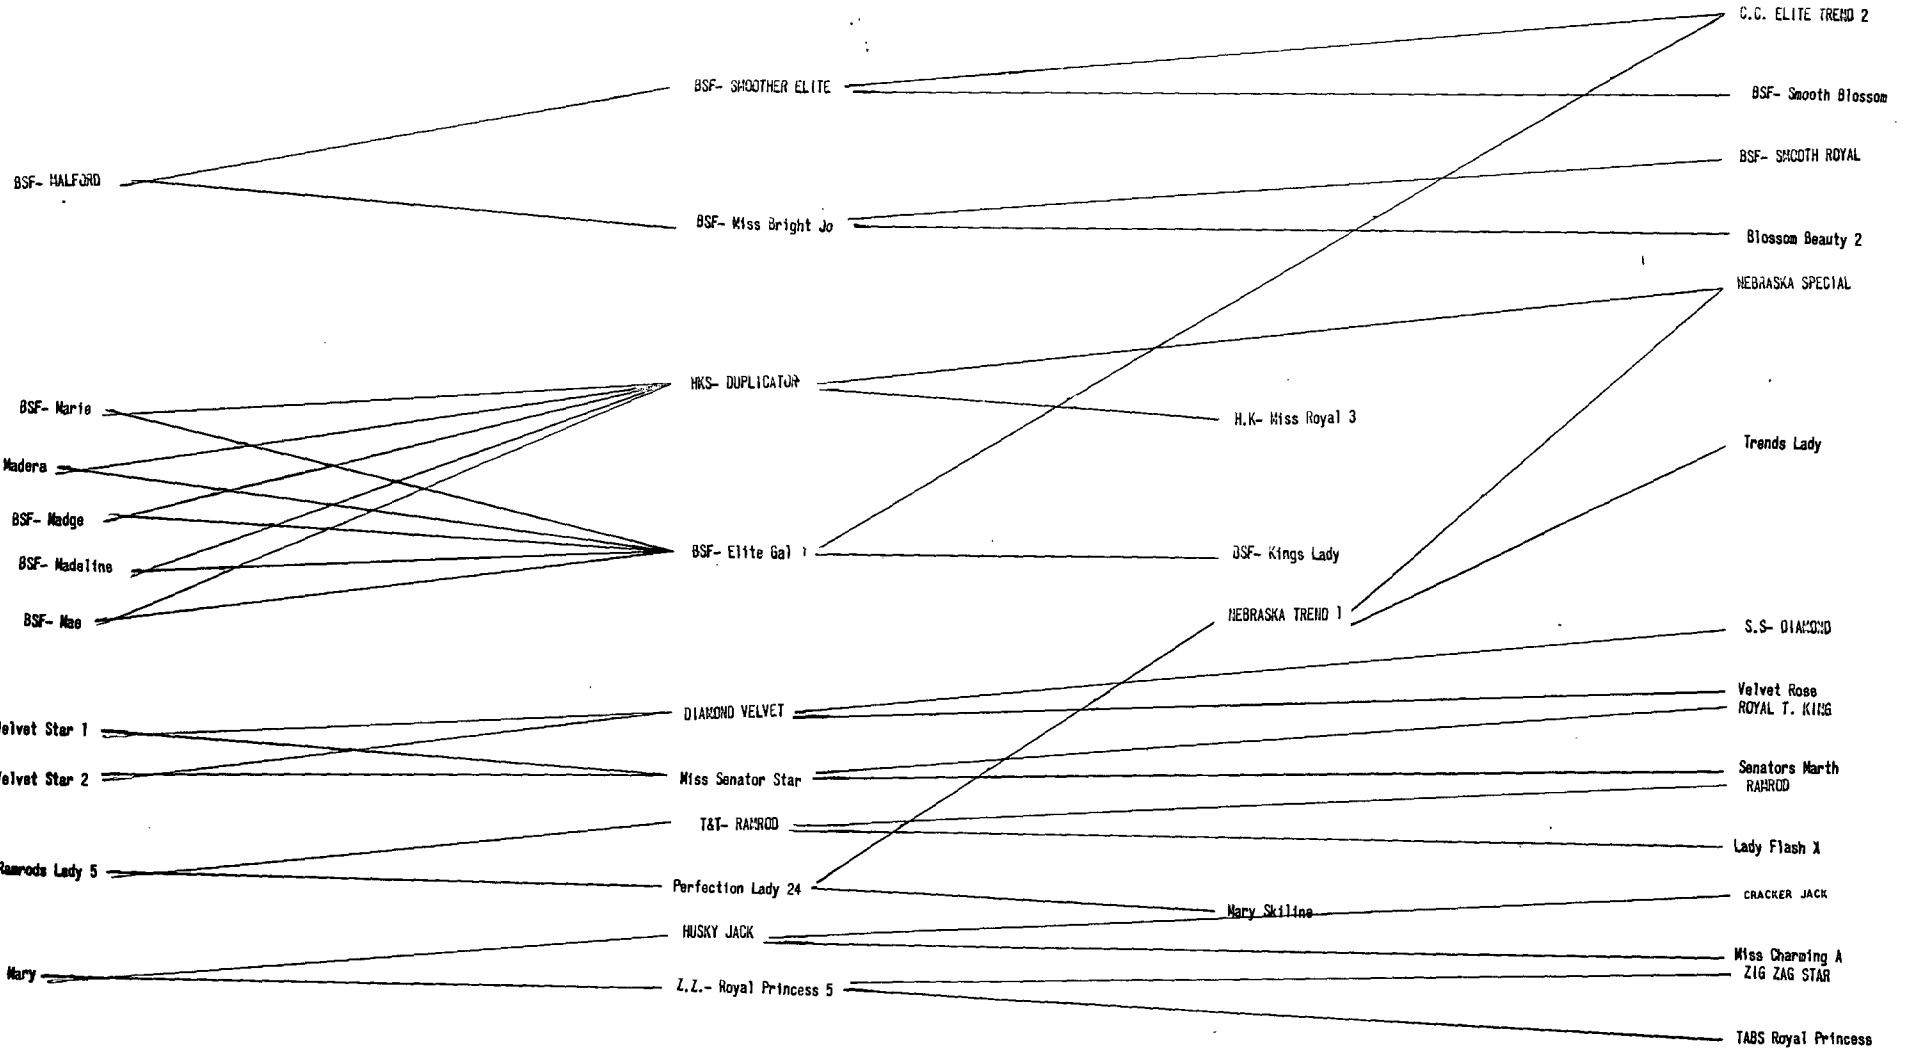 C.C. ELITE TREND 2
BSF- SMOOTHER ELITE
BSF- Smooth Blossom
BSF- SMOOTH ROYAL
BSF- HALFORD
BSF- Miss Bright Jo
Blossom Beauty 2
NEBRASKA SPECIAL
HKS- DUPLICATOR
BSF- Marie
H.K- Miss Royal 3
Trends Lady
Madera
BSF- Madge
BSF- Elite Gal 1
BSF- Kings Lady
BSF- Madeline
NEBRASKA TREND 1
BSF- Mae
S.S- DIAMOND
Velvet Rose
DIAMOND VELVET
ROYAL T. KING
Velvet Star 1
Senators Marth
Velvet Star 2
Miss Senator Star
RAMROD
T&T- RAMROD
Lady Flash X
Ramrods Lady 5
Perfection Lady 24
CRACKER JACK
Mary Skiline
HUSKY JACK
Miss Charming A
Mary
ZIG ZAG STAR
Z.Z.- Royal Princess 5
TABS Royal Princess